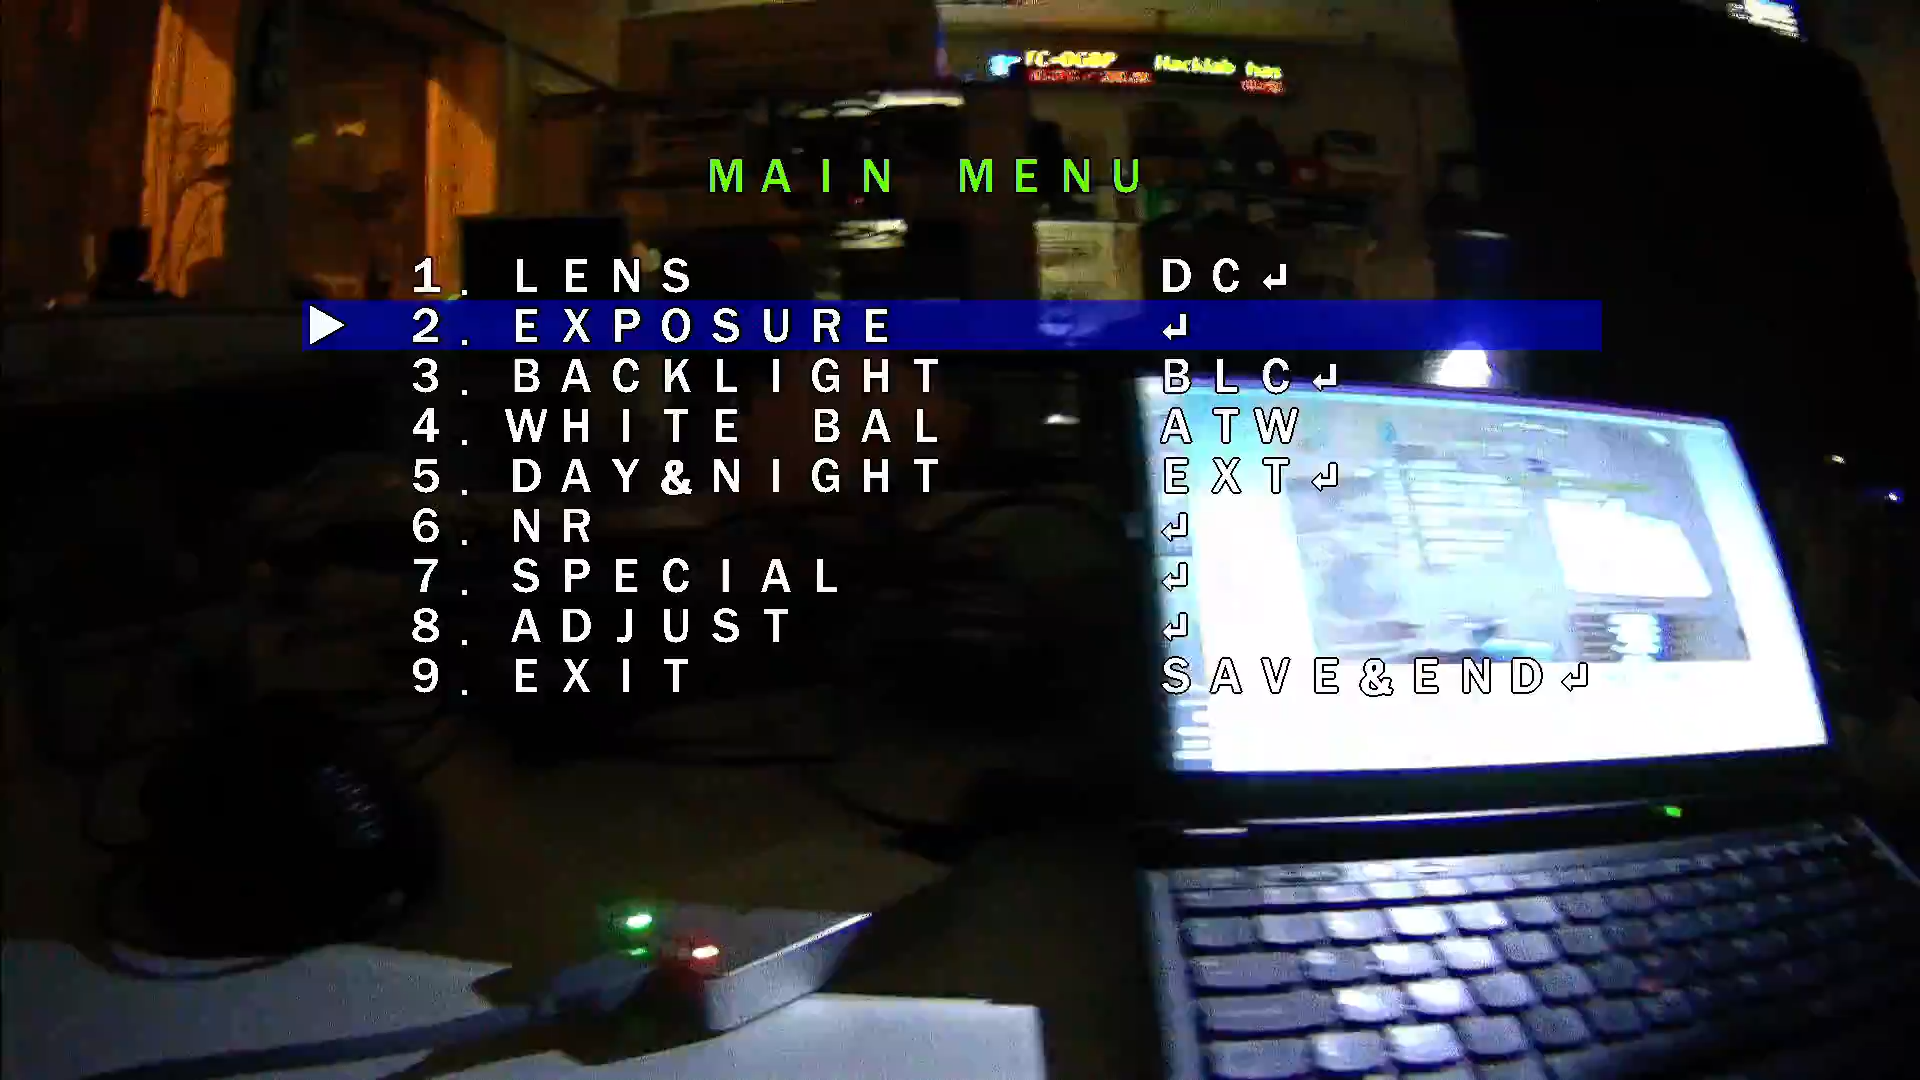 Hacklab has
MAIN MENU
1. LENS DC↵
2. EXPOSURE ↵
3. BACKLIGHT BLC↵
4. WHITE BAL ATW
5. DAY&NIGHT EXT↵
6. NR ↵
7. SPECIAL ↵
8. ADJUST ↵
9. EXIT SAVE&END↵